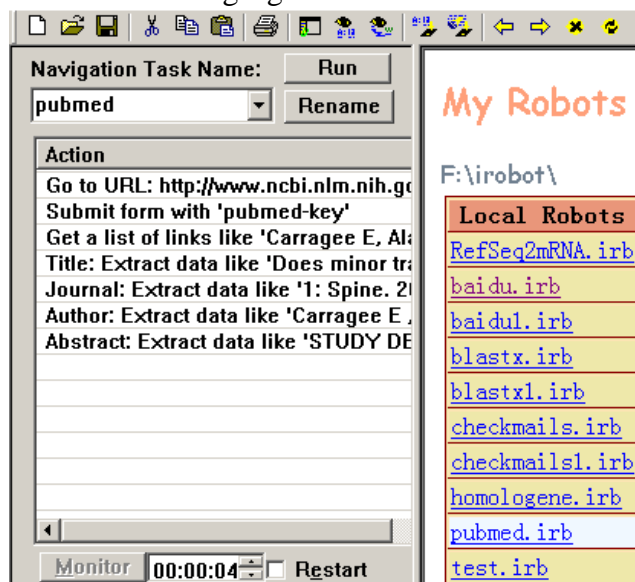 Navigation Task Name: Run
pubmed Rename
Action
Go to URL: http://www.ncbi.nlm.nih.go
Submit form with 'pubmed-key'
Get a list of links like 'Carragee E, Ala
Title: Extract data like 'Does minor tra
Journal: Extract data like '1: Spine. 20
Author: Extract data like 'Carragee E ,
Abstract: Extract data like 'STUDY DE
Monitor 00:00:04 Restart
My Robots
F:\irobot\
Local Robots
RefSeq2mRNA.irb
baidu.irb
baidu1.irb
blastx.irb
blastx1.irb
checkmails.irb
checkmails1.irb
homologene.irb
pubmed.irb
test.irb